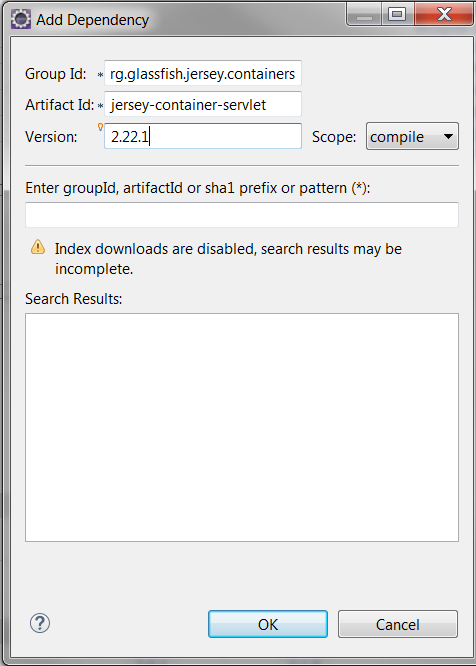 Add Dependency
Group Id: * rg.glassfish.jersey.containers
Artifact Id: * jersey-container-servlet
Version: 2.22.1 Scope: compile
Enter groupId, artifactId or sha1 prefix or pattern (*):
Index downloads are disabled, search results may be
incomplete.
Search Results:
? OK Cancel